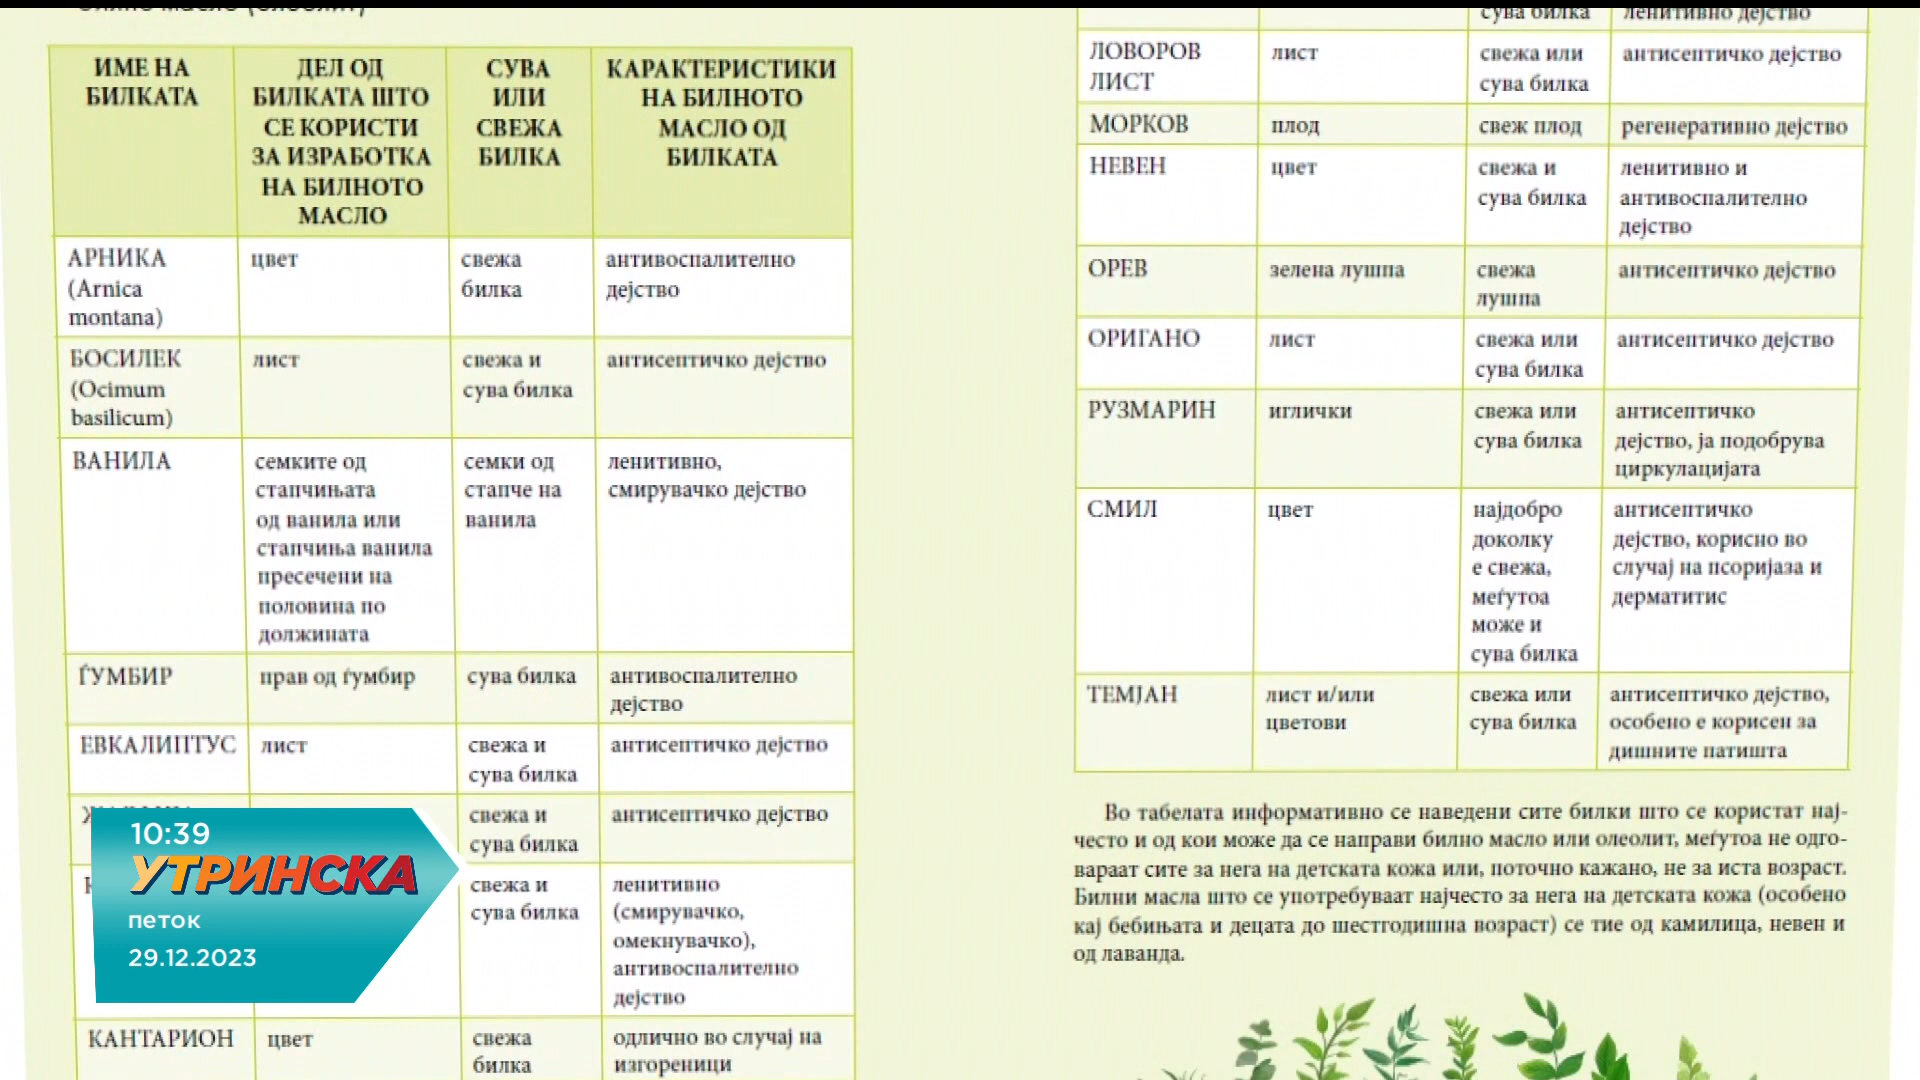 ИМЕ НА
БИЛКАТА
ДЕЛ ОД
БИЛКАТА ШТО
СЕ КОРИСТИ
ЗА ИЗРАБОТКА
НА БИЛНОТО
МАСЛО
СУВА
ИЛИ
СВЕЖА
БИЛКА
КАРАКТЕРИСТИКИ
НА БИЛНОТО
МАСЛО ОД
БИЛКАТА
АРНИКА
(Arnica
montana)
цвет
свежа
билка
антивоспалително
дејство
БОСИЛЕК
(Ocimum
basilicum)
лист
свежа и
сува билка
антисептичко дејство
ВАНИЛА
семките од
стапчињата
од ванила или
стапчиња ванила
пресечени на
половина по
должината
семки од
стапче на
ванила
ленитивно,
смирувачко дејство
ЃУМБИР
прав од ѓумбир
сува билка
антивоспалително
дејство
ЕВКАЛИПТУС
лист
свежа и
сува билка
антисептичко дејство
свежа и
сува билка
антисептичко дејство
свежа и
сува билка
ленитивно
(смирувачко,
омекнувачко),
антивоспалително
дејство
КАНТАРИОН
цвет
свежа
билка
одлично во случај на
изгореници
сува билка
ленитивно дејство
ЛОВОРОВ
ЛИСТ
лист
свежа или
сува билка
антисептичко дејство
МОРКОВ
плод
свеж плод
регенеративно дејство
НЕВЕН
цвет
свежа и
сува билка
ленитивно и
антивоспалително
дејство
ОРЕВ
зелена лушпа
свежа
лушпа
антисептичко дејство
ОРИГАНО
лист
свежа или
сува билка
антисептичко дејство
РУЗМАРИН
иглички
свежа или
сува билка
антисептичко
дејство, ја подобрува
циркулацијата
СМИЛ
цвет
најдобро
доколку
е свежа,
меѓутоа
може и
сува билка
антисептичко
дејство, корисно во
случај на псоријаза и
дерматитис
ТЕМЈАН
лист и/или
цветови
свежа или
сува билка
антисептичко дејство,
особено е корисен за
дишните патишта
Во табелата информативно се наведени сите билки што се користат нај-
често и од кои може да се направи билно масло или олеолит, меѓутоа не одго-
вараат сите за нега на детската кожа или, поточно кажано, не за иста возраст.
Билни масла што се употребуваат најчесто за нега на детската кожа (особено
кај бебињата и децата до шестгодишна возраст) се тие од камилица, невен и
од лаванда.
10:39
УТРИНСКА
петок
29.12.2023